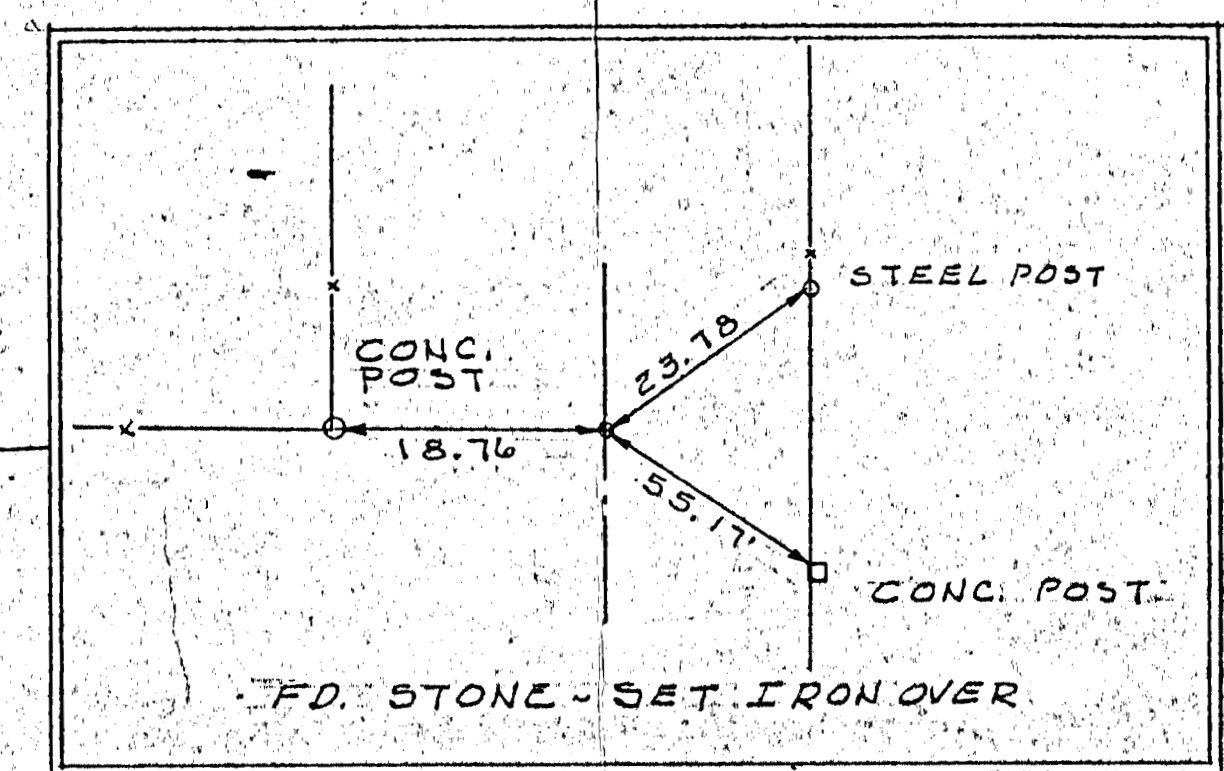 STEEL POST
CONC.
POST
23.78
18.76
55.17'
CONC. POST
FD. STONE - SET IRON OVER